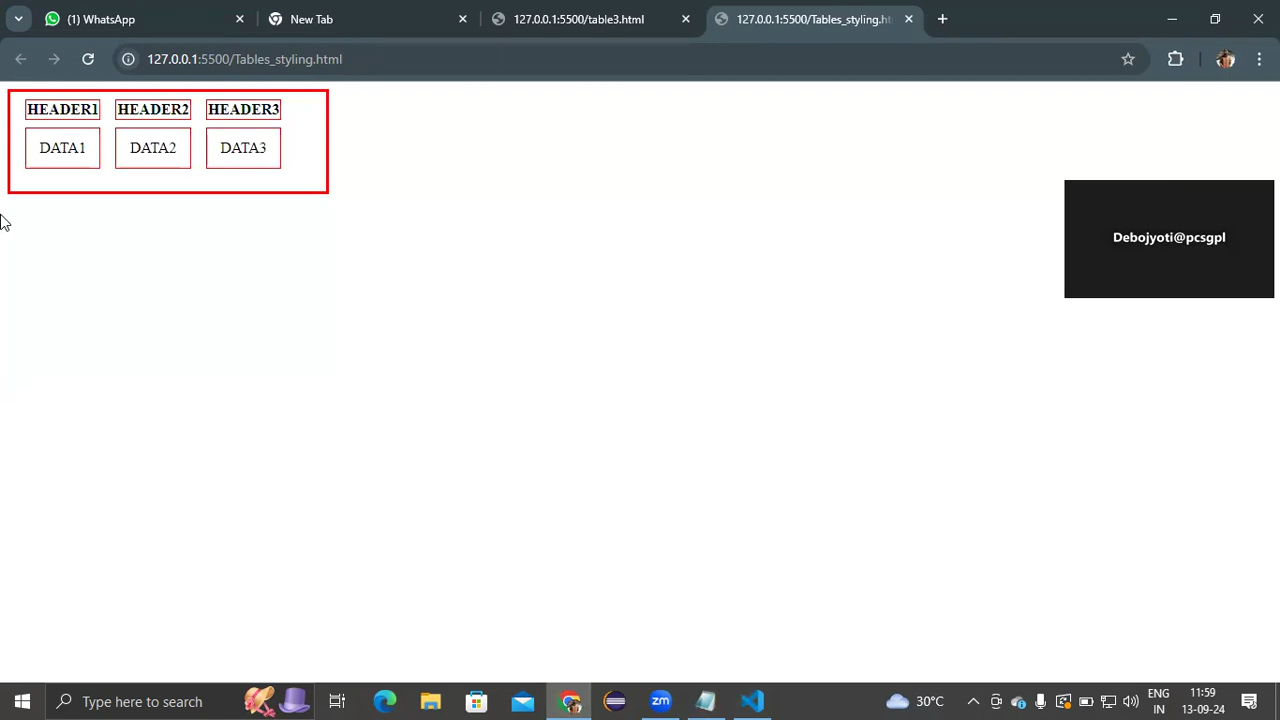 (1) WhatsApp
New Tab
127.0.0.1:5500/table3.html
127.0.0.1:5500/Tables_styling.ht
127.0.0.1:5500/Tables_styling.html
HEADER1 HEADER2 HEADER3
DATA1 DATA2 DATA3
Debojyoti@pcsgpl
Type here to search
zm
30°C
ENG
IN
11:59
13-09-24